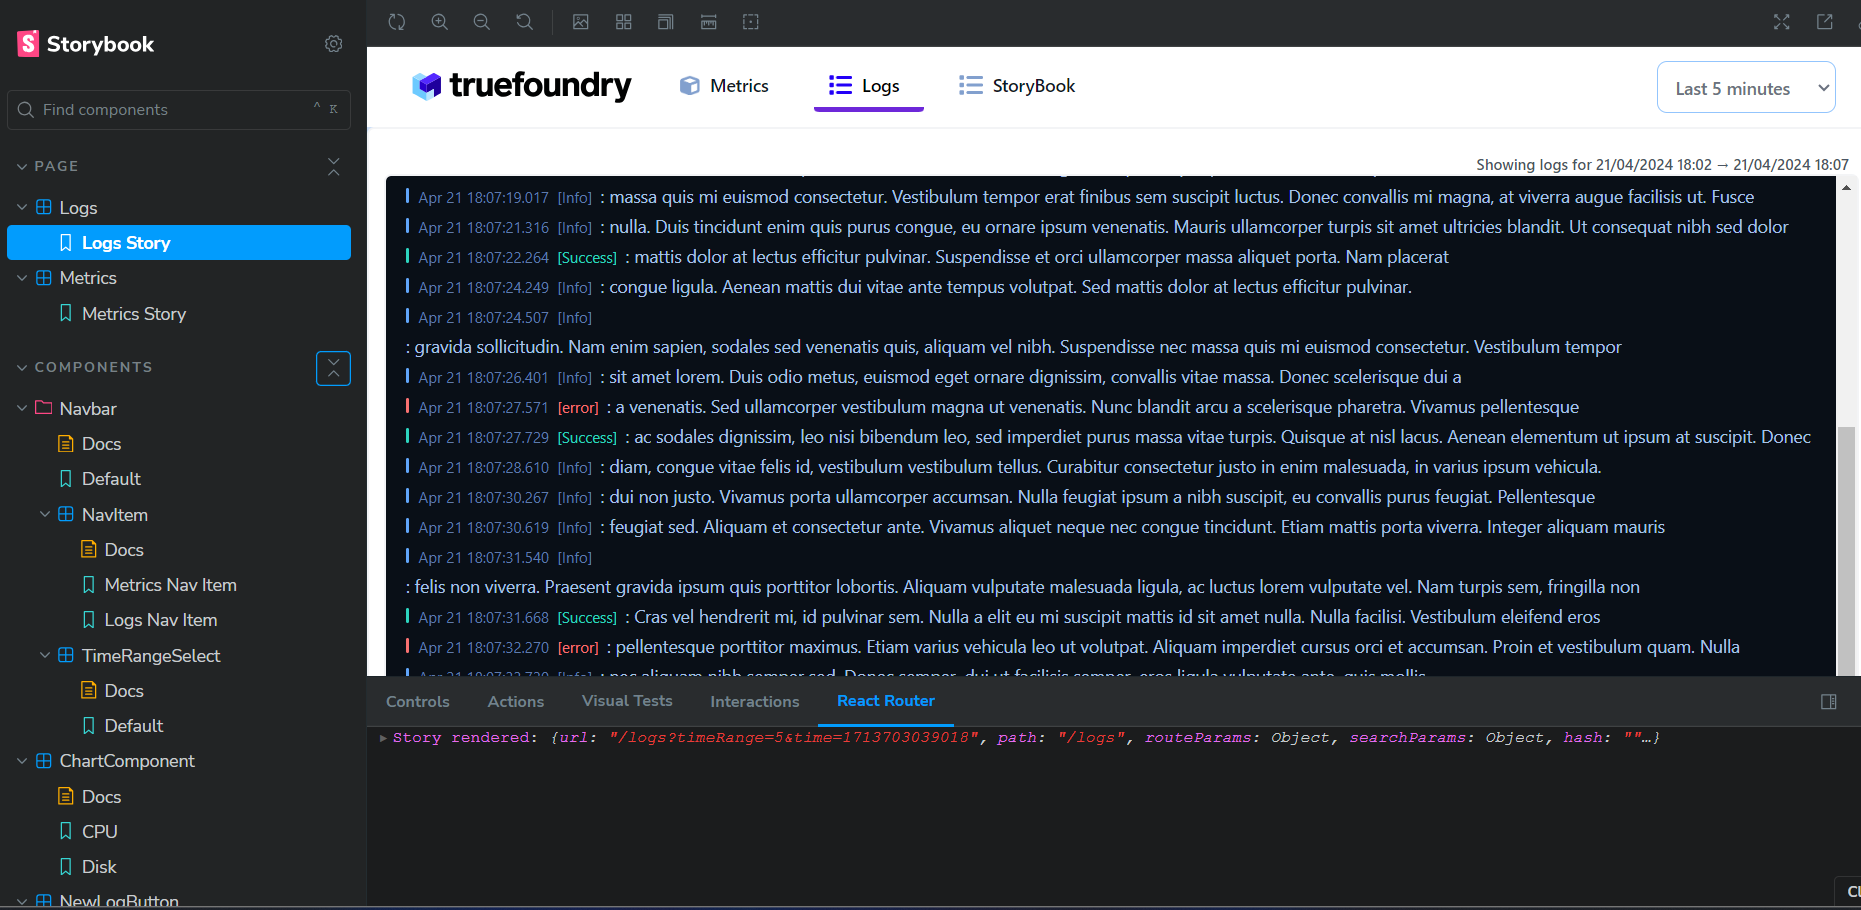 Storybook
Find components
^ K
PAGE
Logs
Logs Story
Metrics
Metrics Story
COMPONENTS
Navbar
Docs
Default
NavItem
Docs
Metrics Nav Item
Logs Nav Item
TimeRangeSelect
Docs
Default
ChartComponent
Docs
CPU
Disk
NewLogButton
truefoundry
Metrics
Logs
StoryBook
Last 5 minutes
Showing logs for 21/04/2024 18:02 → 21/04/2024 18:07
Apr 21 18:07:19.017 [Info] : massa quis mi euismod consectetur. Vestibulum tempor erat finibus sem suscipit luctus. Donec convallis mi magna, at viverra augue facilisis ut. Fusce
Apr 21 18:07:21.316 [Info] : nulla. Duis tincidunt enim quis purus congue, eu ornare ipsum venenatis. Mauris ullamcorper turpis sit amet ultricies blandit. Ut consequat nibh sed dolor
Apr 21 18:07:22.264 [Success] : mattis dolor at lectus efficitur pulvinar. Suspendisse et orci ullamcorper massa aliquet porta. Nam placerat
Apr 21 18:07:24.249 [Info] : congue ligula. Aenean mattis dui vitae ante tempus volutpat. Sed mattis dolor at lectus efficitur pulvinar.
Apr 21 18:07:24.507 [Info]
: gravida sollicitudin. Nam enim sapien, sodales sed venenatis quis, aliquam vel nibh. Suspendisse nec massa quis mi euismod consectetur. Vestibulum tempor
Apr 21 18:07:26.401 [Info] : sit amet lorem. Duis odio metus, euismod eget ornare dignissim, convallis vitae massa. Donec scelerisque dui a
Apr 21 18:07:27.571 [error] : a venenatis. Sed ullamcorper vestibulum magna ut venenatis. Nunc blandit arcu a scelerisque pharetra. Vivamus pellentesque
Apr 21 18:07:27.729 [Success] : ac sodales dignissim, leo nisi bibendum leo, sed imperdiet purus massa vitae turpis. Quisque at nisl lacus. Aenean elementum ut ipsum at suscipit. Donec
Apr 21 18:07:28.610 [Info] : diam, congue vitae felis id, vestibulum vestibulum tellus. Curabitur consectetur justo in enim malesuada, in varius ipsum vehicula.
Apr 21 18:07:30.267 [Info] : dui non justo. Vivamus porta ullamcorper accumsan. Nulla feugiat ipsum a nibh suscipit, eu convallis purus feugiat. Pellentesque
Apr 21 18:07:30.619 [Info] : feugiat sed. Aliquam et consectetur ante. Vivamus aliquet neque nec congue tincidunt. Etiam mattis porta viverra. Integer aliquam mauris
Apr 21 18:07:31.540 [Info]
: felis non viverra. Praesent gravida ipsum quis porttitor lobortis. Aliquam vulputate malesuada ligula, ac luctus lorem vulputate vel. Nam turpis sem, fringilla non
Apr 21 18:07:31.668 [Success] : Cras vel hendrerit mi, id pulvinar sem. Nulla a elit eu mi suscipit mattis id sit amet nulla. Nulla facilisi. Vestibulum eleifend eros
Apr 21 18:07:32.270 [error] : pellentesque porttitor maximus. Etiam varius vehicula leo ut volutpat. Aliquam imperdiet cursus orci et accumsan. Proin et vestibulum quam. Nulla
Controls
Actions
Visual Tests
Interactions
React Router
Story rendered: {url: "/logs?timeRange=5&time=1713703039018", path: "/logs", routeParams: Object, searchParams: Object, hash: ""…}